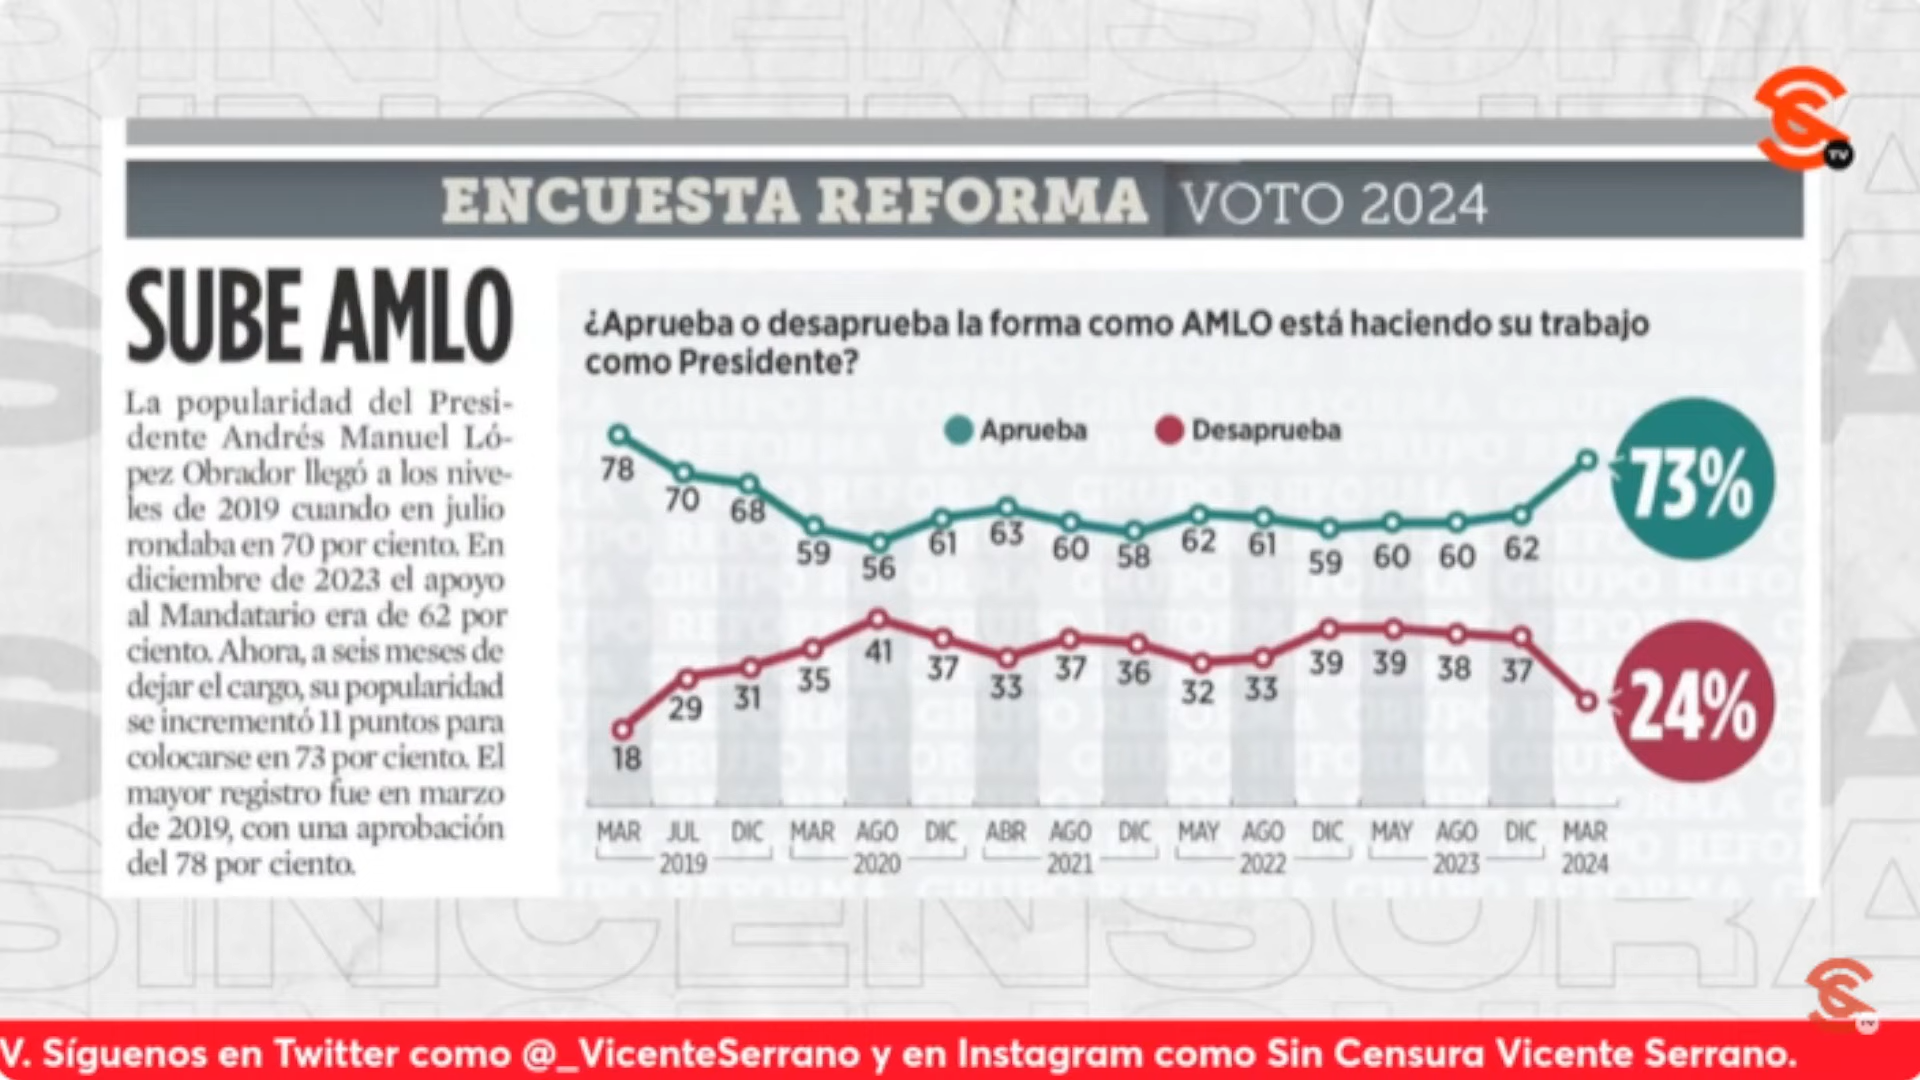 ENCUESTA REFORMA VOTO 2024
SUBE AMLO
La popularidad del Presi-
dente Andrés Manuel Ló-
pez Obrador llegó a los nive-
les de 2019 cuando en julio
rondaba en 70 por ciento. En
diciembre de 2023 el apoyo
al Mandatario era de 62 por
ciento. Ahora, a seis meses de
dejar el cargo, su popularidad
se incrementó 11 puntos para
colocarse en 73 por ciento. El
mayor registro fue en marzo
de 2019, con una aprobación
del 78 por ciento.
¿Aprueba o desaprueba la forma como AMLO está haciendo su trabajo
como Presidente?
Aprueba Desaprueba
78 70 68 59 56 61 63 60 58 62 61 59 60 60 62 73%
18 29 31 35 41 37 33 37 36 32 33 39 39 38 37 24%
MAR JUL DIC MAR AGO DIC ABR AGO DIC MAY AGO DIC MAY AGO DIC MAR
2019 2020 2021 2022 2023 2024
TV
V. Síguenos en Twitter como @_VicenteSerrano y en Instagram como Sin Censura Vicente Serrano.